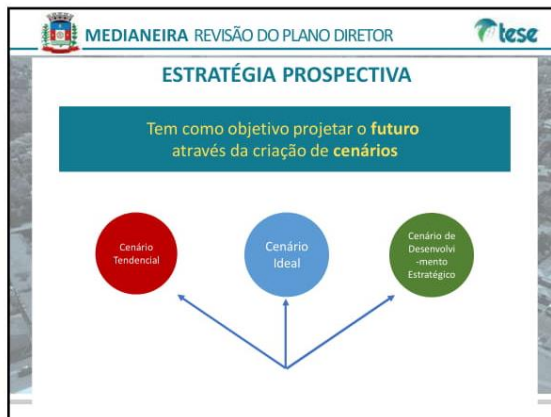 MEDIANEIRA REVISÃO DO PLANO DIRETOR
tese
ESTRATÉGIA PROSPECTIVA
Tem como objetivo projetar o futuro
através da criação de cenários
Cenário
Tendencial
Cenário
Ideal
Cenário de
Desenvolvi
-mento
Estratégico